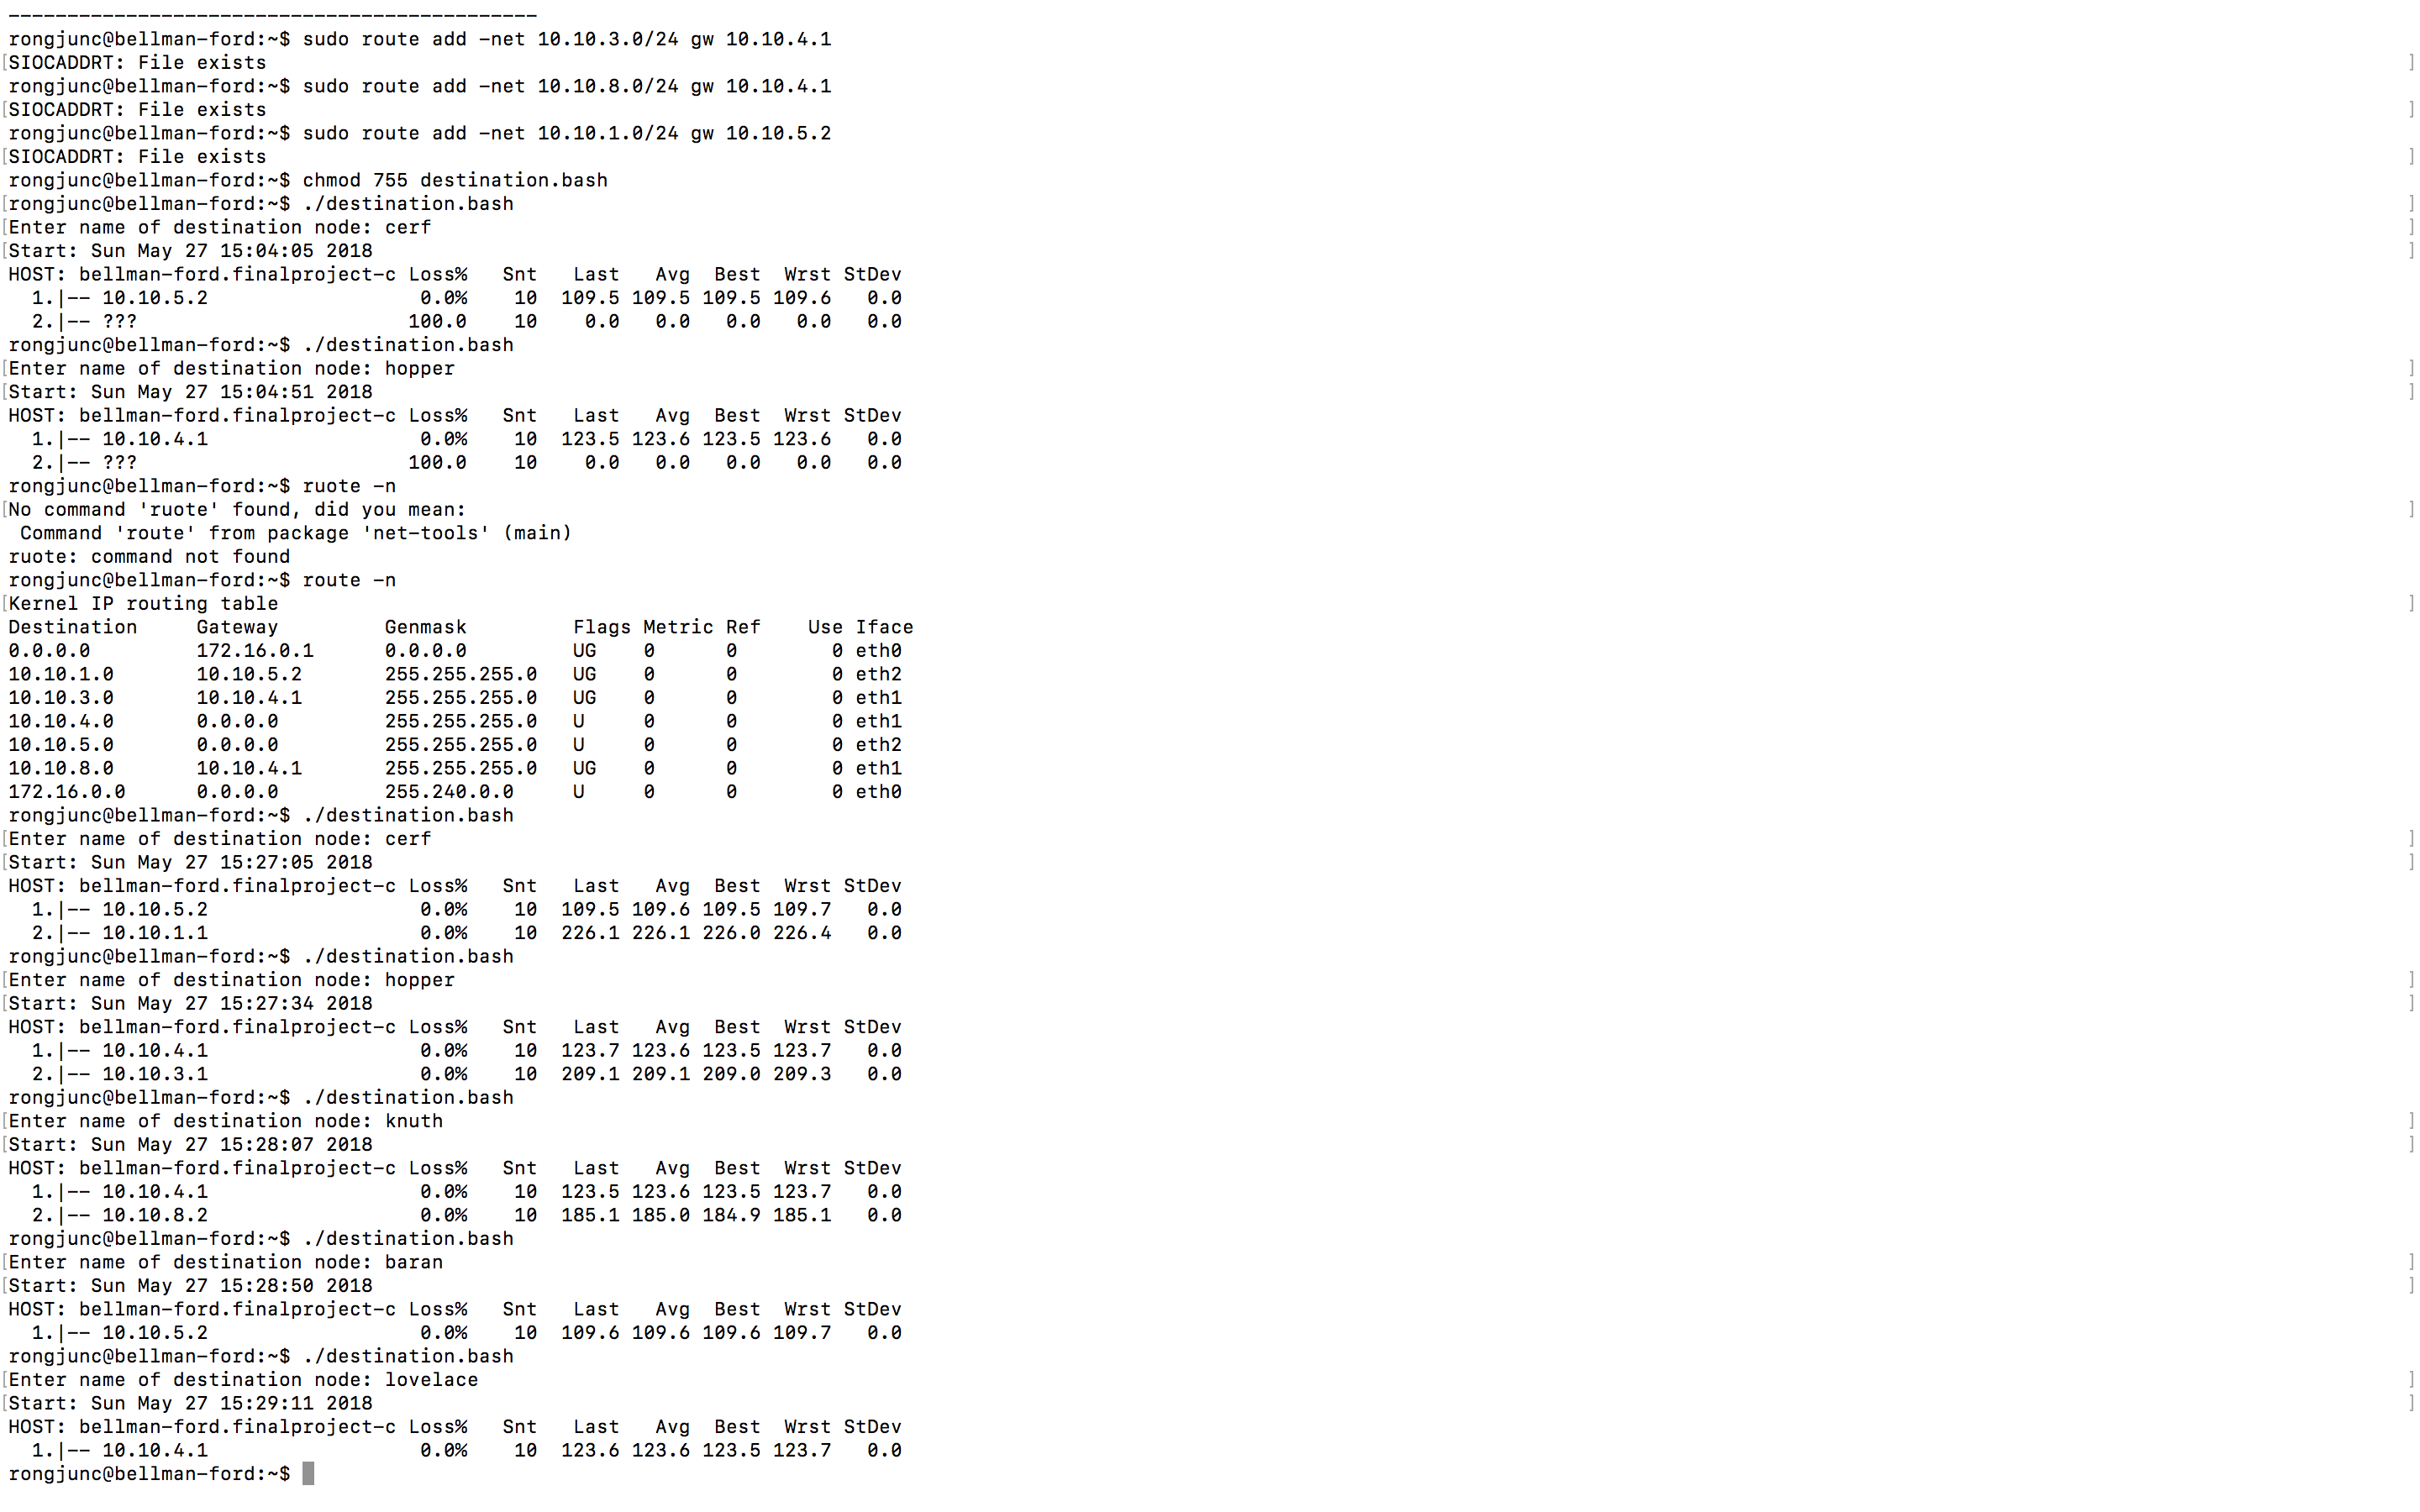 ---------------------------------------------
rongjunc@bellman-ford:~$ sudo route add -net 10.10.3.0/24 gw 10.10.4.1
[SIOCADDRT: File exists ]
rongjunc@bellman-ford:~$ sudo route add -net 10.10.8.0/24 gw 10.10.4.1
[SIOCADDRT: File exists ]
rongjunc@bellman-ford:~$ sudo route add -net 10.10.1.0/24 gw 10.10.5.2
[SIOCADDRT: File exists ]
rongjunc@bellman-ford:~$ chmod 755 destination.bash
[rongjunc@bellman-ford:~$ ./destination.bash ]
[Enter name of destination node: cerf ]
[Start: Sun May 27 15:04:05 2018 ]
HOST: bellman-ford.finalproject-c Loss%   Snt   Last   Avg  Best  Wrst StDev
  1.|-- 10.10.5.2                  0.0%    10  109.5 109.5 109.5 109.6   0.0
  2.|-- ???                       100.0    10    0.0   0.0   0.0   0.0   0.0
rongjunc@bellman-ford:~$ ./destination.bash
[Enter name of destination node: hopper ]
[Start: Sun May 27 15:04:51 2018 ]
HOST: bellman-ford.finalproject-c Loss%   Snt   Last   Avg  Best  Wrst StDev
  1.|-- 10.10.4.1                  0.0%    10  123.5 123.6 123.5 123.6   0.0
  2.|-- ???                       100.0    10    0.0   0.0   0.0   0.0   0.0
rongjunc@bellman-ford:~$ ruote -n
[No command 'ruote' found, did you mean: ]
 Command 'route' from package 'net-tools' (main)
ruote: command not found
rongjunc@bellman-ford:~$ route -n
[Kernel IP routing table ]
Destination     Gateway         Genmask         Flags Metric Ref    Use Iface
0.0.0.0         172.16.0.1      0.0.0.0         UG    0     0         0 eth0
10.10.1.0       10.10.5.2       255.255.255.0   UG    0     0         0 eth2
10.10.3.0       10.10.4.1       255.255.255.0   UG    0     0         0 eth1
10.10.4.0       0.0.0.0         255.255.255.0   U     0     0         0 eth1
10.10.5.0       0.0.0.0         255.255.255.0   U     0     0         0 eth2
10.10.8.0       10.10.4.1       255.255.255.0   UG    0     0         0 eth1
172.16.0.0      0.0.0.0         255.240.0.0     U     0     0         0 eth0
rongjunc@bellman-ford:~$ ./destination.bash
[Enter name of destination node: cerf ]
[Start: Sun May 27 15:27:05 2018 ]
HOST: bellman-ford.finalproject-c Loss%   Snt   Last   Avg  Best  Wrst StDev
  1.|-- 10.10.5.2                  0.0%    10  109.5 109.6 109.5 109.7   0.0
  2.|-- 10.10.1.1                  0.0%    10  226.1 226.1 226.0 226.4   0.0
rongjunc@bellman-ford:~$ ./destination.bash
[Enter name of destination node: hopper ]
[Start: Sun May 27 15:27:34 2018 ]
HOST: bellman-ford.finalproject-c Loss%   Snt   Last   Avg  Best  Wrst StDev
  1.|-- 10.10.4.1                  0.0%    10  123.7 123.6 123.5 123.7   0.0
  2.|-- 10.10.3.1                  0.0%    10  209.1 209.1 209.0 209.3   0.0
rongjunc@bellman-ford:~$ ./destination.bash
[Enter name of destination node: knuth ]
[Start: Sun May 27 15:28:07 2018 ]
HOST: bellman-ford.finalproject-c Loss%   Snt   Last   Avg  Best  Wrst StDev
  1.|-- 10.10.4.1                  0.0%    10  123.5 123.6 123.5 123.7   0.0
  2.|-- 10.10.8.2                  0.0%    10  185.1 185.0 184.9 185.1   0.0
rongjunc@bellman-ford:~$ ./destination.bash
[Enter name of destination node: baran ]
[Start: Sun May 27 15:28:50 2018 ]
HOST: bellman-ford.finalproject-c Loss%   Snt   Last   Avg  Best  Wrst StDev
  1.|-- 10.10.5.2                  0.0%    10  109.6 109.6 109.6 109.7   0.0
rongjunc@bellman-ford:~$ ./destination.bash
[Enter name of destination node: lovelace ]
[Start: Sun May 27 15:29:11 2018 ]
HOST: bellman-ford.finalproject-c Loss%   Snt   Last   Avg  Best  Wrst StDev
  1.|-- 10.10.4.1                  0.0%    10  123.6 123.6 123.5 123.7   0.0
rongjunc@bellman-ford:~$